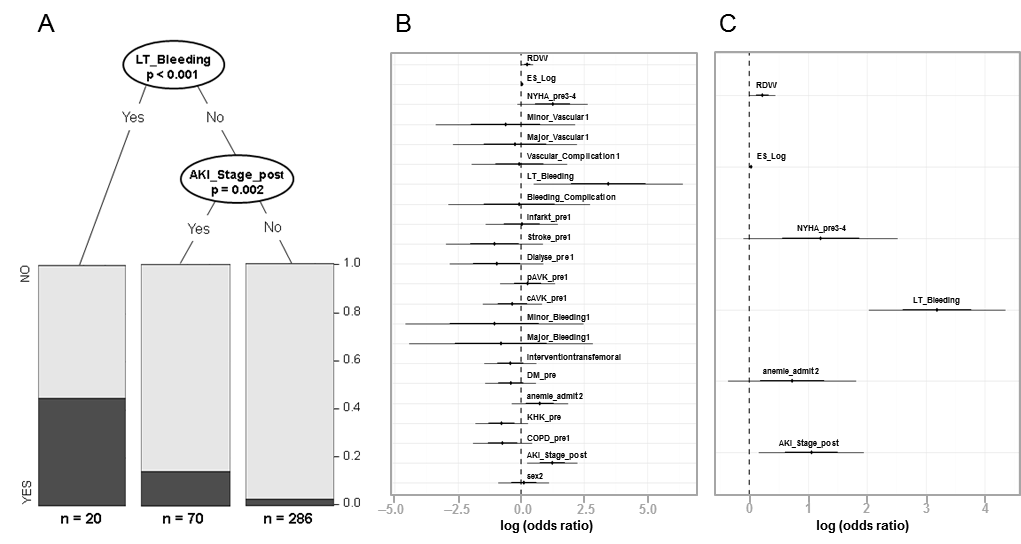 A
LT_Bleeding
p < 0.001
Yes
No
AKI_Stage_post
p = 0.002
Yes
No
NO
YES
1.0
0.8
0.6
0.4
0.2
0.0
n = 20
n = 70
n = 286
B
RDW
ES_Log
NYHA_pre3-4
Minor_Vascular1
Major_Vascular1
Vascular_Complication1
LT_Bleeding
Bleeding_Complication
Infarkt_pre1
Stroke_pre1
Dialyse_pre1
pAVK_pre1
cAVK_pre1
Minor_Bleeding1
Major_Bleeding1
Interventiontransfemoral
DM_pre
anemie_admit2
KHK_pre
COPD_pre1
AKI_Stage_post
sex2
−5.0
−2.5
0.0
2.5
5.0
log (odds ratio)
C
RDW
ES_Log
NYHA_pre3-4
LT_Bleeding
anemie_admit2
AKI_Stage_post
0
1
2
3
4
log (odds ratio)